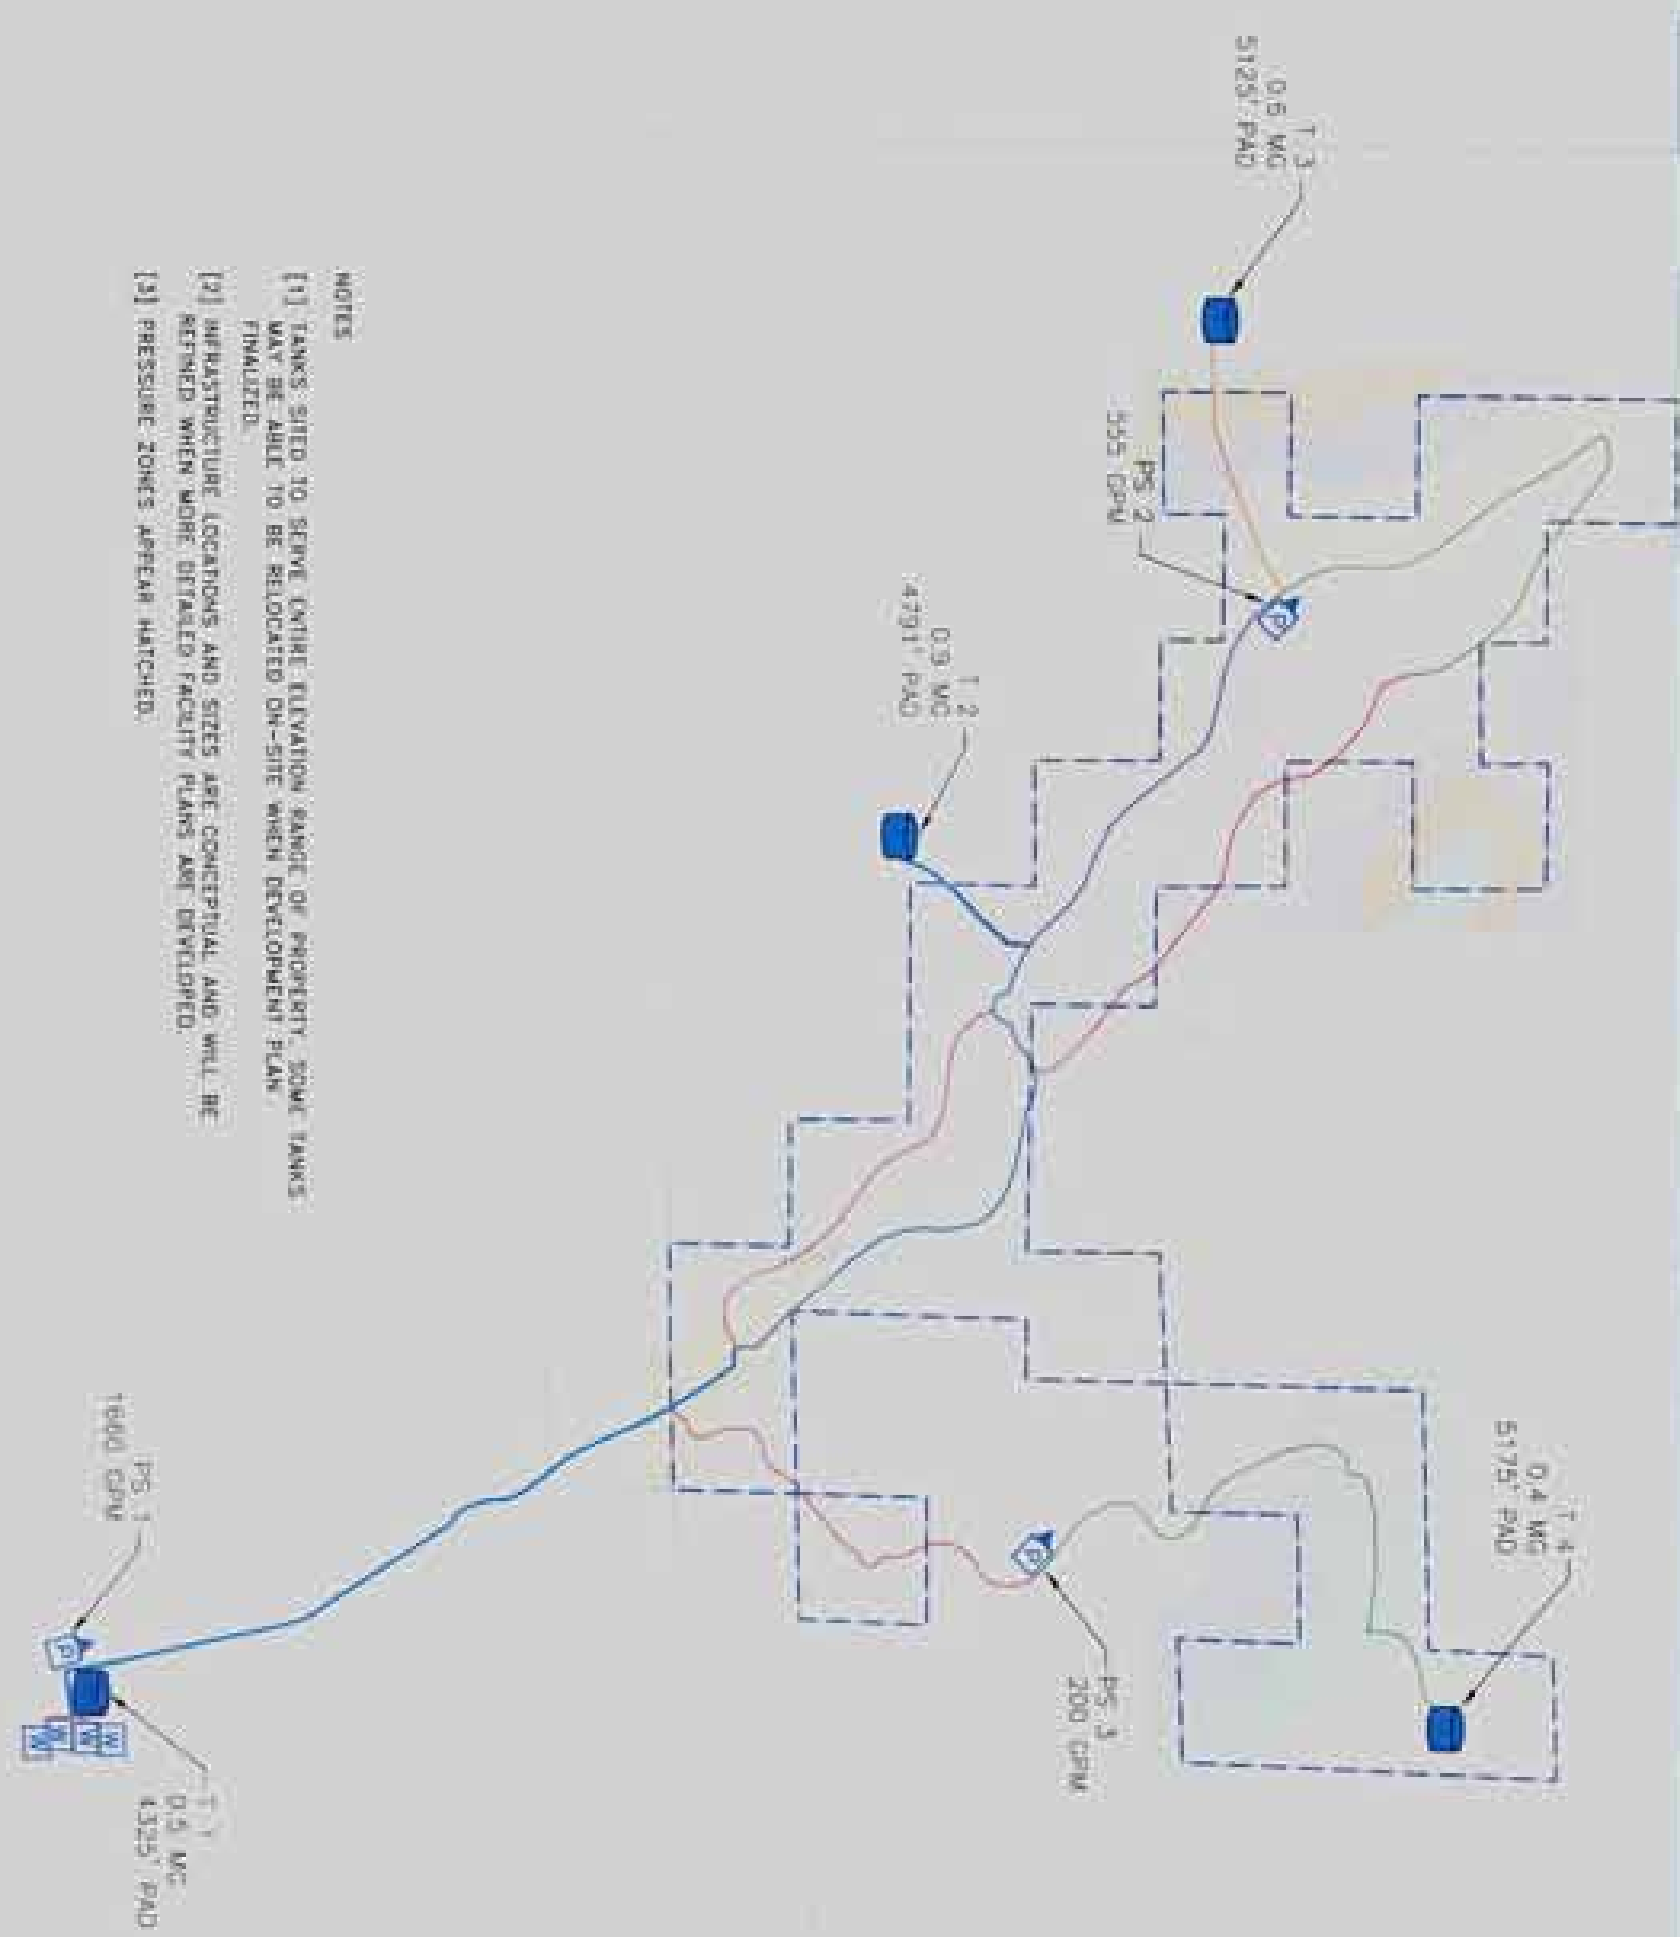 T 4
0.4 MG
5175' PAD
T 3
0.6 MG
5125' PAD
P
PS 2
555 GPM
PS 3
200 GPM
P
T 2
0.9 MG
4791' PAD
NOTES
[1] TANKS SITED TO SERVE ENTIRE ELEVATION RANGE OF PROPERTY. SOME TANKS
MAY BE ABLE TO BE RELOCATED ON-SITE WHEN DEVELOPMENT PLAN
FINALIZED.
[2] INFRASTRUCTURE LOCATIONS AND SIZES ARE CONCEPTUAL AND WILL BE
REFINED WHEN MORE DETAILED FACILITY PLANS ARE DEVELOPED.
[3] PRESSURE ZONES APPEAR HATCHED.
T 1
0.5 MG
4325' PAD
PS 1
GPM
P
W
W
W
W